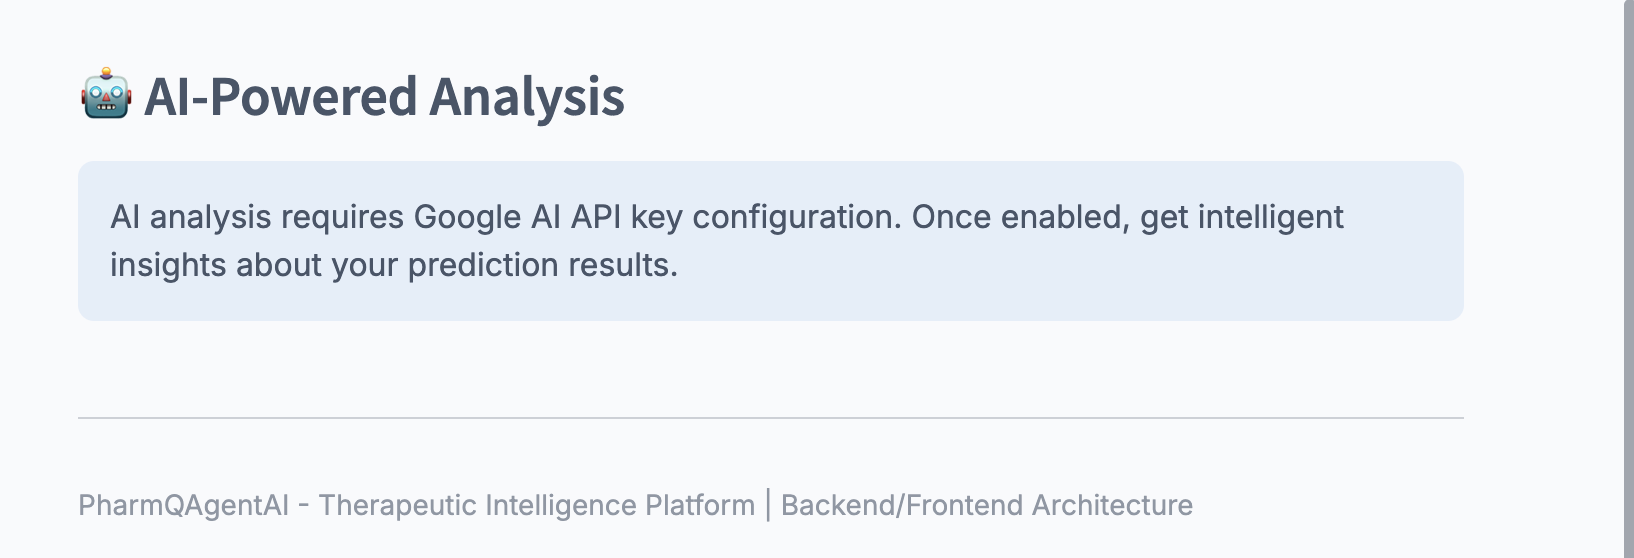 🤖 AI-Powered Analysis
AI analysis requires Google AI API key configuration. Once enabled, get intelligent
insights about your prediction results.
PharmQAgentAI - Therapeutic Intelligence Platform | Backend/Frontend Architecture